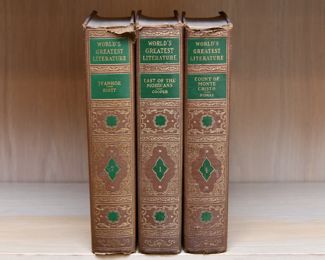 WORLD'S
GREATEST
LITERATURE
IVANHOE
SCOTT
WORLD'S
GREATEST
LITERATURE
LAST OF THE
MOHICANS
COOPER
1
WORLD'S
GREATEST
LITERATURE
COUNT OF
MONTE
CRISTO
DUMAS